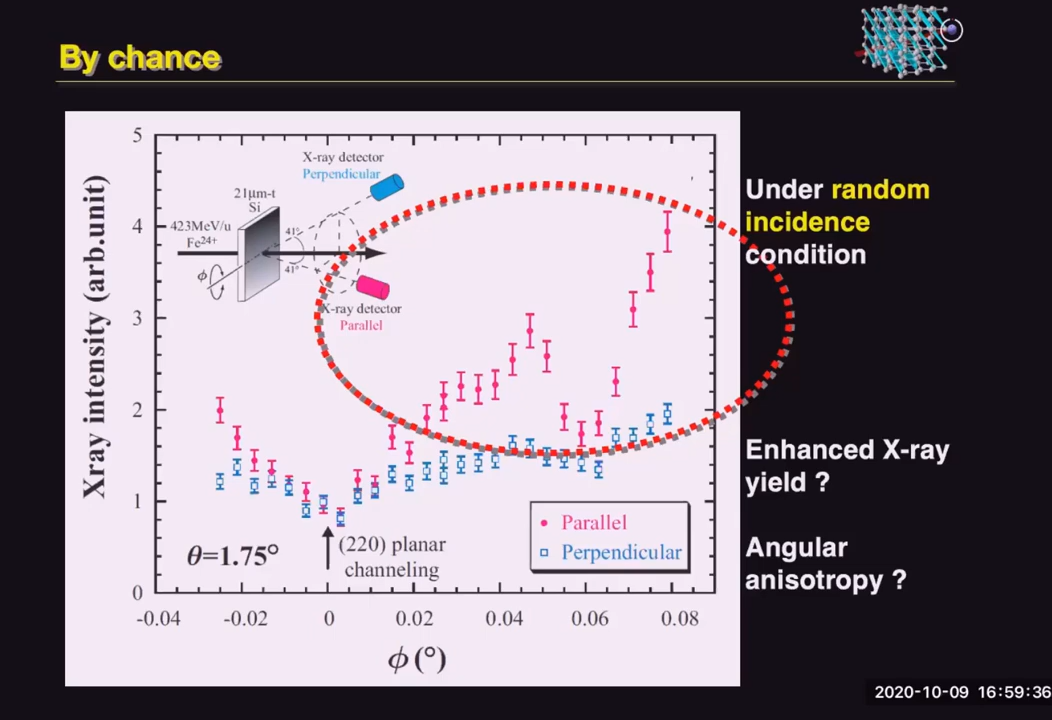 By chance
Under random
incidence
condition
Enhanced X-ray
yield ?
Angular
anisotropy ?
Xray intensity (arb.unit)
5
4
3
2
1
0
X-ray detector
Perpendicular
21μm-t
Si
423MeV/u
Fe24+
41°
41°
ϕ
X-ray detector
Parallel
θ=1.75°
(220) planar
channeling
Parallel
Perpendicular
-0.04 -0.02 0 0.02 0.04 0.06 0.08
ϕ (°)
2020-10-09 16:59:36